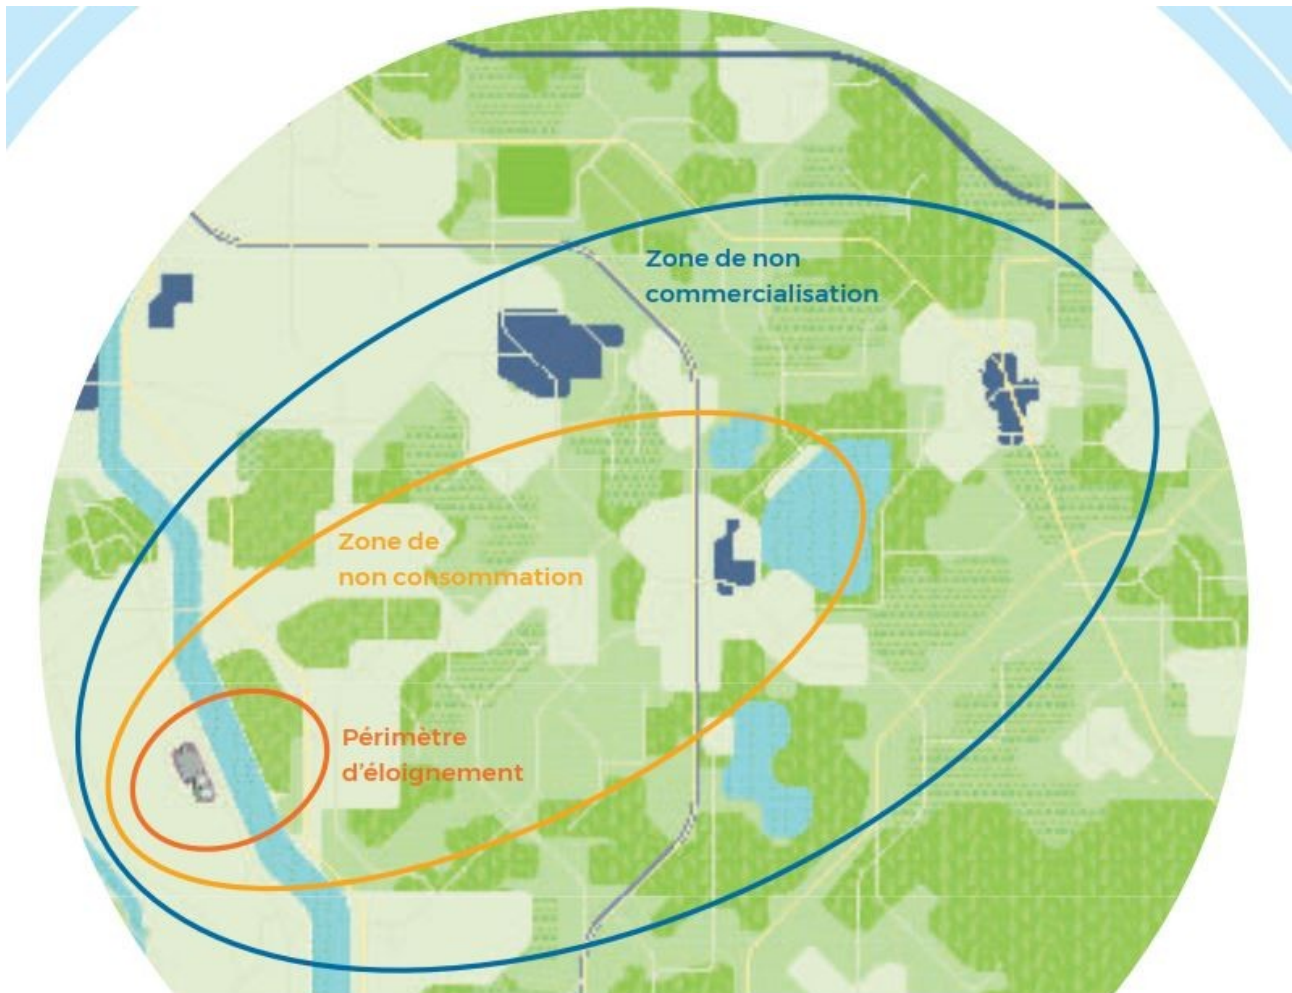 Zone de non
commercialisation
Zone de
non consommation
Périmètre
d'éloignement